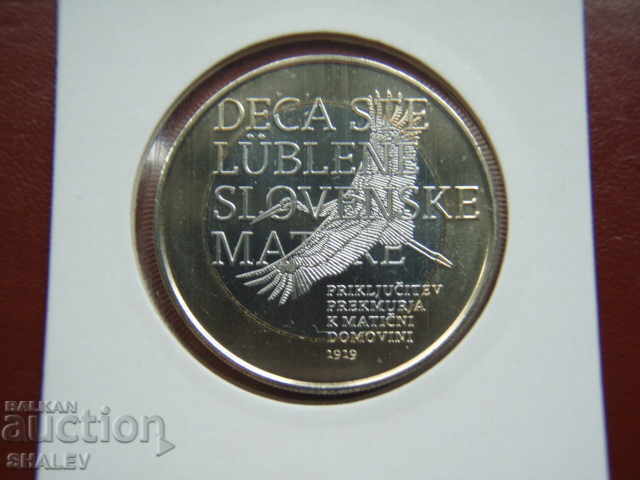 DECA STE
LÜBLENE
SLOVENSKE
MATERE
PRIKLJUČITEV
PREKMURJA
K MATIČNI
DOMOVINI
1919
BALKAN
auction
SHALEV